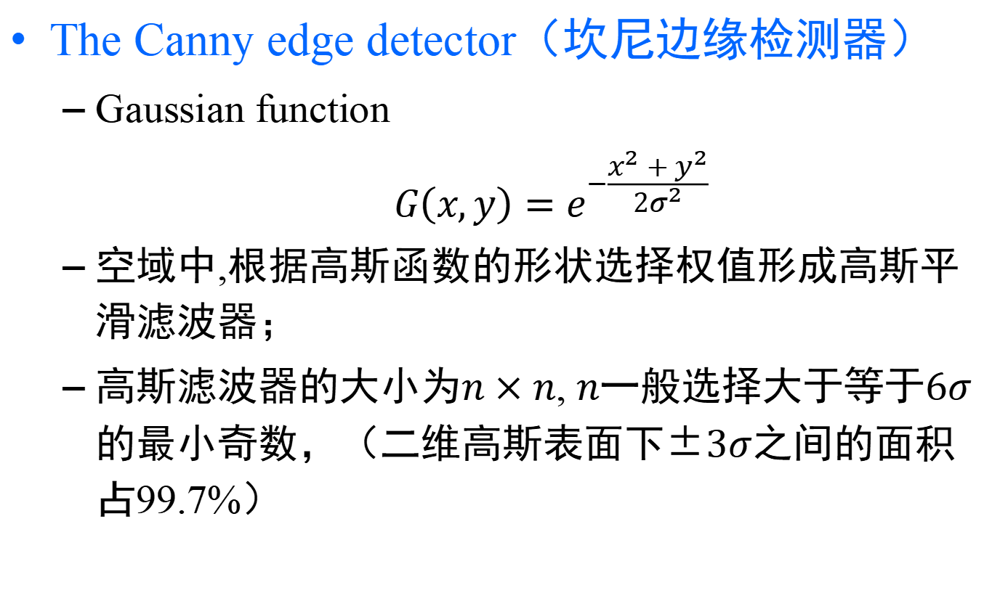 • The Canny edge detector（坎尼边缘检测器）
– Gaussian function
$G(x,y) = e^{-\frac{x^2+y^2}{2\sigma^2}}$
– 空域中,根据高斯函数的形状选择权值形成高斯平
滑滤波器；
– 高斯滤波器的大小为n × n, n一般选择大于等于6σ
的最小奇数，（二维高斯表面下±3σ之间的面积
占99.7%）